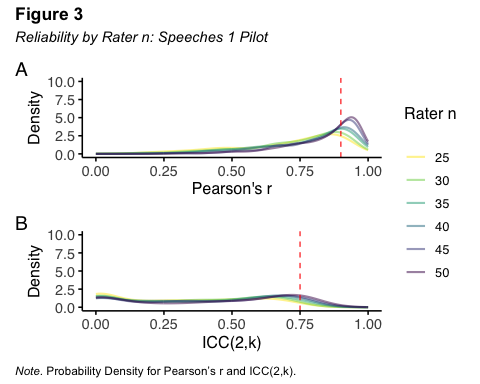 Figure 3
Reliability by Rater n: Speeches 1 Pilot
A
10.0
7.5
5.0
2.5
0.0
Density
0.00 0.25 0.50 0.75 1.00
Pearson's r
B
10.0
7.5
5.0
2.5
0.0
Density
0.00 0.25 0.50 0.75 1.00
ICC(2,k)
Rater n
25
30
35
40
45
50
Note. Probability Density for Pearson's r and ICC(2,k).